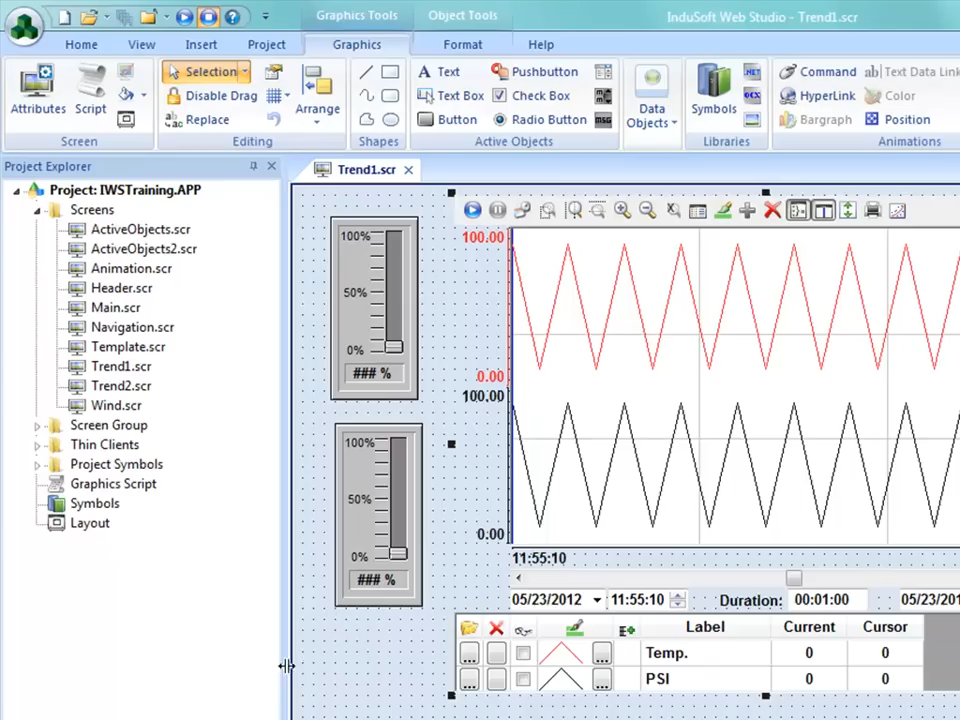 Graphics Tools Object Tools InduSoft Web Studio - Trend1.scr
Home View Insert Project Graphics Format Help
Attributes Script Selection Disable Drag Replace Arrange
Text Text Box Button Pushbutton Check Box Radio Button MSG
Data Objects Symbols .NET OCX
Command HyperLink Bargraph Text Data Link Color Position
Screen Editing Shapes Active Objects Libraries Animations
Project Explorer
Trend1.scr
Project: IWSTraining.APP
Screens
ActiveObjects.scr
ActiveObjects2.scr
Animation.scr
Header.scr
Main.scr
Navigation.scr
Template.scr
Trend1.scr
Trend2.scr
Wind.scr
Screen Group
Thin Clients
Project Symbols
Graphics Script
Symbols
Layout
100%
50%
0%
### %
100%
50%
0%
### %
100.00
0.00
100.00
0.00
11:55:10
05/23/2012 11:55:10 Duration: 00:01:00 05/23/201
Label Current Cursor
... ... Temp. 0 0
... ... PSI 0 0